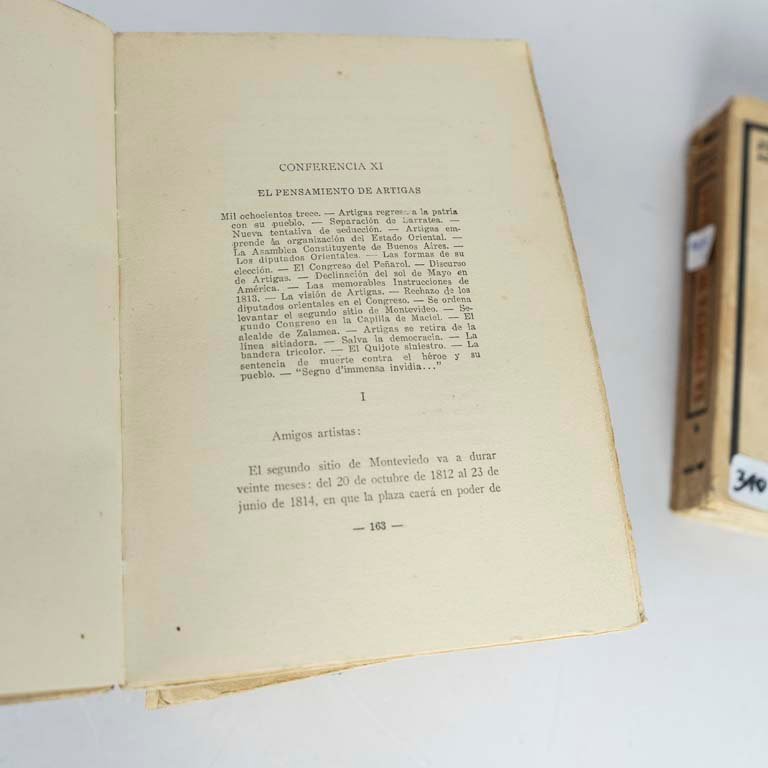 CONFERENCIA XI
EL PENSAMIENTO DE ARTIGAS
Mil ochocientos trece. — Artigas regresa a la patria
con su pueblo. — Separación de Sarratea. —
Nueva tentativa de seducción. — Artigas em-
prende la organización del Estado Oriental. —
La Asamblea Constituyente de Buenos Aires. —
Los diputados Orientales. — Las formas de su
elección. — El Congreso del Peñarol. — Discurso
de Artigas. — Declinación del sol de Mayo en
América. — Las memorables Instrucciones de
1813. — La visión de Artigas. — Rechazo de los
diputados orientales en el Congreso. — Se ordena
levantar el segundo sitio de Montevideo. — Se-
gundo Congreso en la Capilla de Maciel. — El
alcalde de Zalamea. — Artigas se retira de la
línea sitiadora. — Salva la democracia. — La
bandera tricolor. — El Quijote siniestro. — La
sentencia de muerte contra el héroe y su
pueblo. — "Segno d'immensa invidia..."
I
Amigos artistas:
El segundo sitio de Monteviedo va a durar
veinte meses: del 20 de octubre de 1812 al 23 de
junio de 1814, en que la plaza caerá en poder de
— 163 —
310